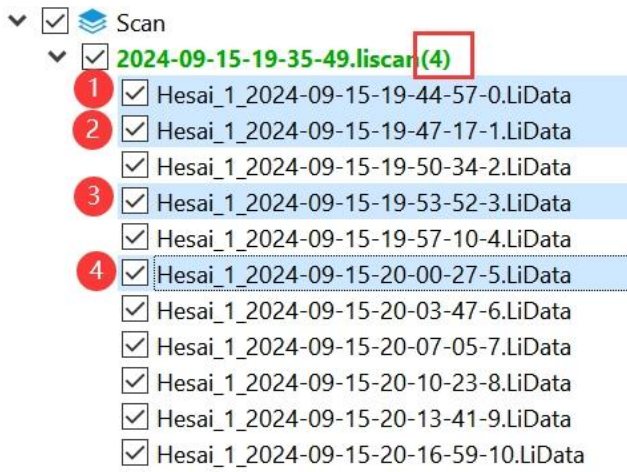 Scan
2024-09-15-19-35-49.liscan(4)
1 Hesai_1_2024-09-15-19-44-57-0.LiData
2 Hesai_1_2024-09-15-19-47-17-1.LiData
Hesai_1_2024-09-15-19-50-34-2.LiData
3 Hesai_1_2024-09-15-19-53-52-3.LiData
Hesai_1_2024-09-15-19-57-10-4.LiData
4 Hesai_1_2024-09-15-20-00-27-5.LiData
Hesai_1_2024-09-15-20-03-47-6.LiData
Hesai_1_2024-09-15-20-07-05-7.LiData
Hesai_1_2024-09-15-20-10-23-8.LiData
Hesai_1_2024-09-15-20-13-41-9.LiData
Hesai_1_2024-09-15-20-16-59-10.LiData